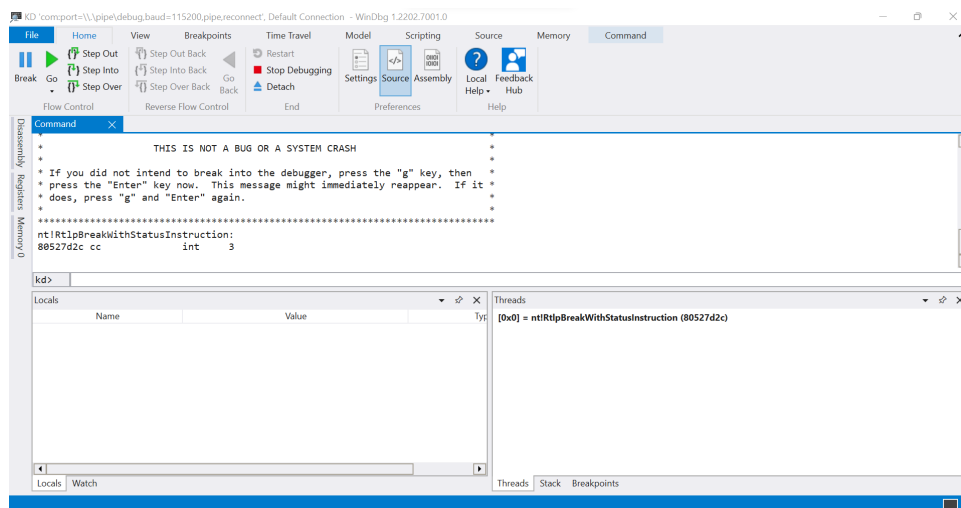 KD 'com:port=\\.\pipe\debug,baud=115200,pipe,reconnect', Default Connection - WinDbg 1.2202.7001.0
File Home View Breakpoints Time Travel Model Scripting Source Memory Command
Break
Go
Step Out
Step Into
Step Over
Flow Control
Step Out Back
Step Into Back
Step Over Back
Go
Back
Reverse Flow Control
Restart
Stop Debugging
Detach
End
Settings Source Assembly
Preferences
Local
Help
Feedback
Hub
Help
Disassembly
Registers
Memory 0
Command
* *
* THIS IS NOT A BUG OR A SYSTEM CRASH *
* *
* If you did not intend to break into the debugger, press the "g" key, then *
* press the "Enter" key now. This message might immediately reappear. If it *
* does, press "g" and "Enter" again. *
* *
*******************************************************************************
nt!RtlpBreakWithStatusInstruction:
80527d2c cc int 3
kd>
Locals
Name Value Typ
Locals Watch
Threads
[0x0] = nt!RtlpBreakWithStatusInstruction (80527d2c)
Threads Stack Breakpoints